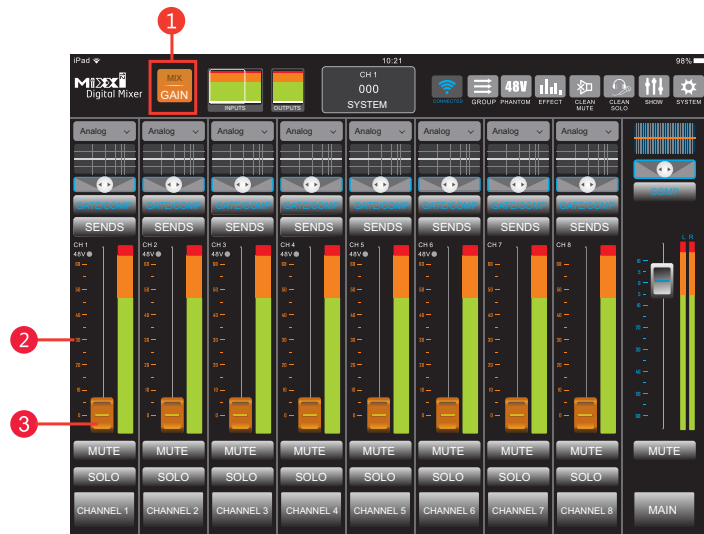 1
iPad 10:21 98%
MiXX
Digital Mixer
MIX
GAIN
INPUTS OUTPUTS
CH 1
000
SYSTEM
CONNECTED GROUP 48V PHANTOM EFFECT CLEAN MUTE CLEAN SOLO SHOW SYSTEM
Analog Analog Analog Analog Analog Analog Analog Analog
GATE/COMP GATE/COMP GATE/COMP GATE/COMP GATE/COMP GATE/COMP GATE/COMP GATE/COMP COMP
SENDS SENDS SENDS SENDS SENDS SENDS SENDS SENDS
CH 1 CH 2 CH 3 CH 4 CH 5 CH 6 CH 7 CH 8 L R
48V 48V 48V 48V 48V 48V
2
3
MUTE MUTE MUTE MUTE MUTE MUTE MUTE MUTE MUTE
SOLO SOLO SOLO SOLO SOLO SOLO SOLO SOLO
CHANNEL 1 CHANNEL 2 CHANNEL 3 CHANNEL 4 CHANNEL 5 CHANNEL 6 CHANNEL 7 CHANNEL 8 MAIN